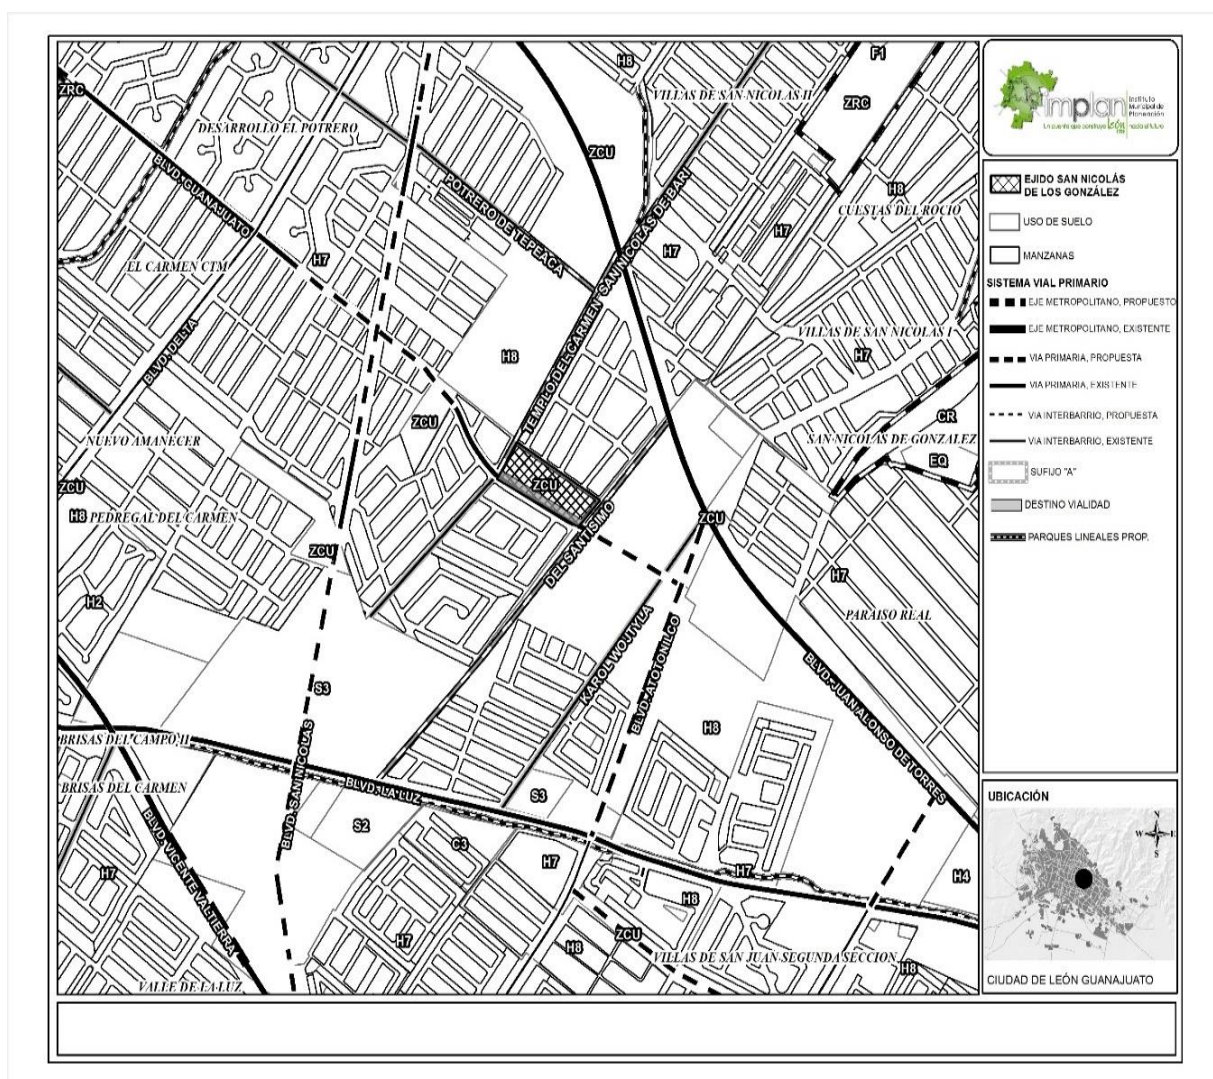 H8
F1
ZRC
VILLAS DE SAN NICOLAS II
ZRC
DESARROLLO EL POTRERO
ZCU
BLVD. GUANAJUATO
POTRERO DE TEPEACA
SAN NICOLAS DE BARI
H8
CUESTAS DEL ROCIO
H7
H7
H7
EL CARMEN CTM
BLVD. DELTA
TEMPLO DEL CARMEN
VILLAS DE SAN NICOLAS I
H7
H8
CR
ZCU
NUEVO AMANECER
SAN NICOLAS DE GONZALEZ
EQ
ZCU
ZCU
H8
PEDREGAL DEL CARMEN
ZCU
ZCU
DEL SANTISIMO
H7
H2
PARAISO REAL
KAROL WOJTYLA
BLVD. ATOTONILCO
BLVD. JUAN ALONSO DE TORRES
S3
H8
BLVD. SAN NICOLAS
BRISAS DEL CAMPO II
BRISAS DEL CARMEN
BLVD. LA LUZ
S3
S2
C3
BLVD. VICENTE VALTIERRA
H7
H7
H7
H4
H8
H7
H8
ZCU
VILLAS DE SAN JUAN SEGUNDA SECCION
H8
VALLE DE LA LUZ
implan
Instituto
Municipal de
Planeación
EJIDO SAN NICOLÁS
DE LOS GONZÁLEZ
USO DE SUELO
MANZANAS
SISTEMA VIAL PRIMARIO
EJE METROPOLITANO, PROPUESTO
EJE METROPOLITANO, EXISTENTE
VIA PRIMARIA, PROPUESTA
VIA PRIMARIA, EXISTENTE
VIA INTERBARRIO, PROPUESTA
VIA INTERBARRIO, EXISTENTE
SUFIJO "A"
DESTINO VIALIDAD
PARQUES LINEALES PROP.
UBICACIÓN
N
W E
S
CIUDAD DE LEÓN GUANAJUATO